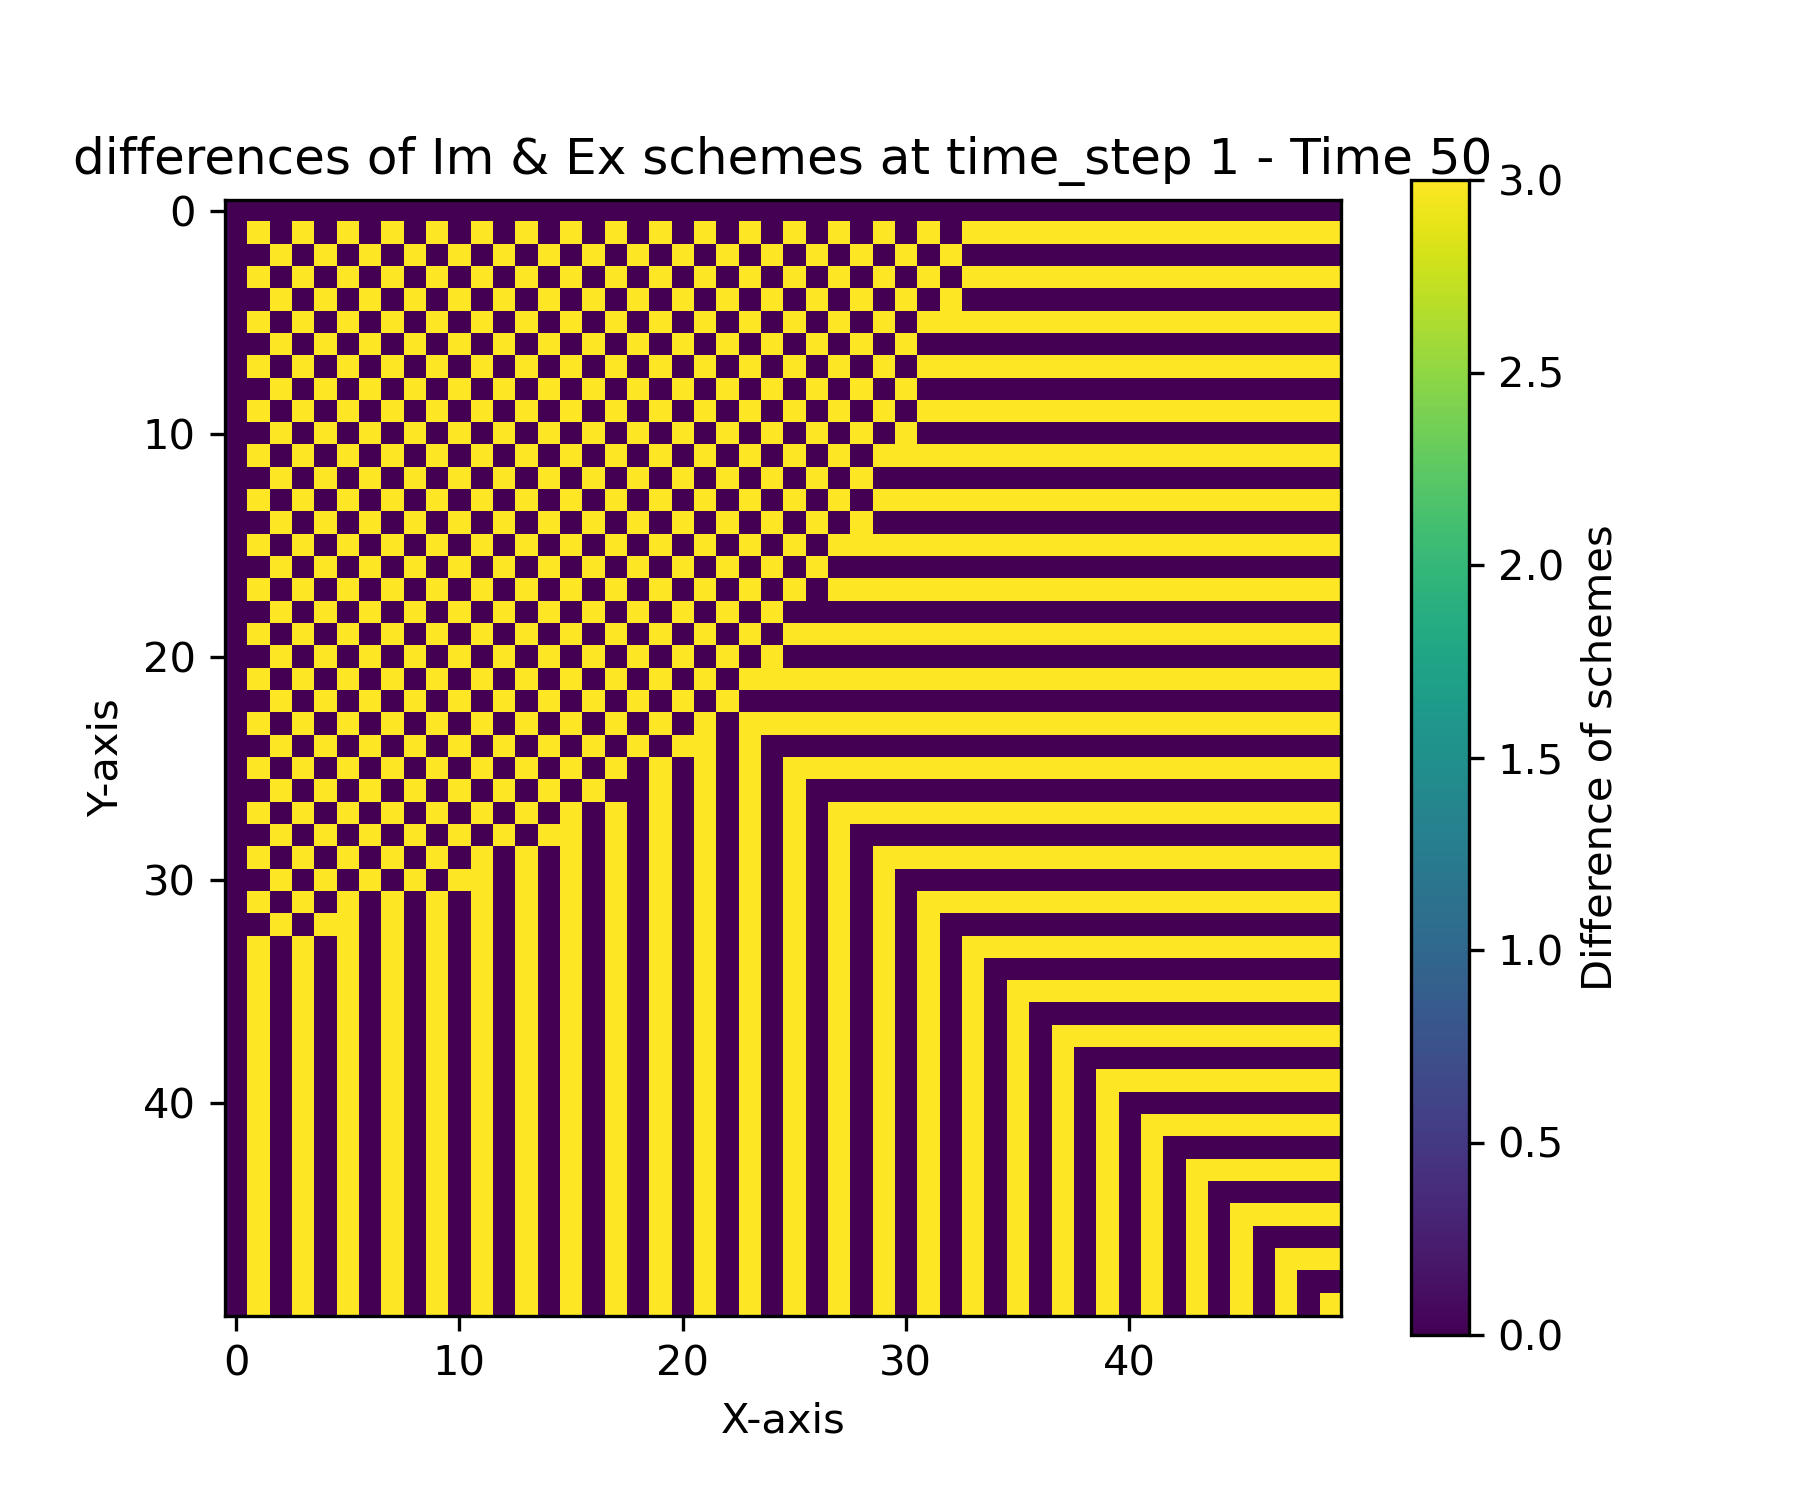 differences of Im & Ex schemes at time_step 1 - Time 50
0
10
20
30
40
Y-axis
0 10 20 30 40
X-axis
3.0
2.5
2.0
1.5
1.0
0.5
0.0
Difference of schemes